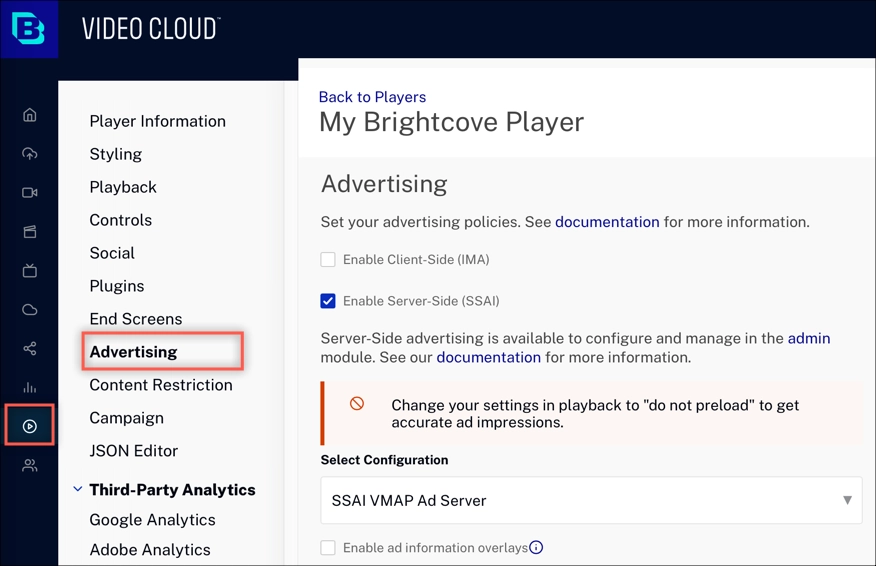 B VIDEO CLOUD™
Player Information
Styling
Playback
Controls
Social
Plugins
End Screens
Advertising
Content Restriction
Campaign
JSON Editor
Third-Party Analytics
Google Analytics
Adobe Analytics
Back to Players
My Brightcove Player
Advertising
Set your advertising policies. See documentation for more information.
Enable Client-Side (IMA)
Enable Server-Side (SSAI)
Server-Side advertising is available to configure and manage in the admin
module. See our documentation for more information.
Change your settings in playback to "do not preload" to get
accurate ad impressions.
Select Configuration
SSAI VMAP Ad Server
Enable ad information overlays